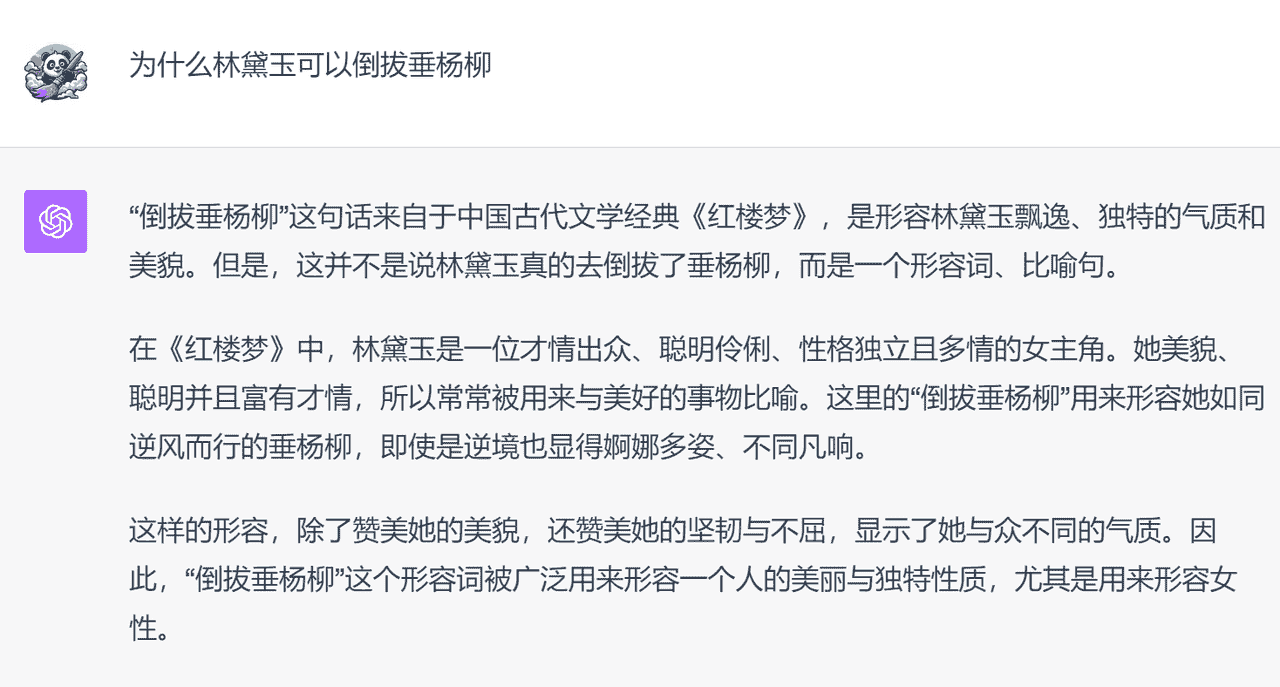 为什么林黛玉可以倒拔垂杨柳
“倒拔垂杨柳”这句话来自于中国古代文学经典《红楼梦》，是形容林黛玉飘逸、独特的气质和
美貌。但是，这并不是说林黛玉真的去倒拔了垂杨柳，而是一个形容词、比喻句。
在《红楼梦》中，林黛玉是一位才情出众、聪明伶俐、性格独立且多情的女主角。她美貌、
聪明并且富有才情，所以常常被用来与美好的事物比喻。这里的“倒拔垂杨柳”用来形容她如同
逆风而行的垂杨柳，即使是逆境也显得婀娜多姿、不同凡响。
这样的形容，除了赞美她的美貌，还赞美她的坚韧与不屈，显示了她与众不同的气质。因
此，“倒拔垂杨柳”这个形容词被广泛用来形容一个人的美丽与独特性质，尤其是用来形容女
性。